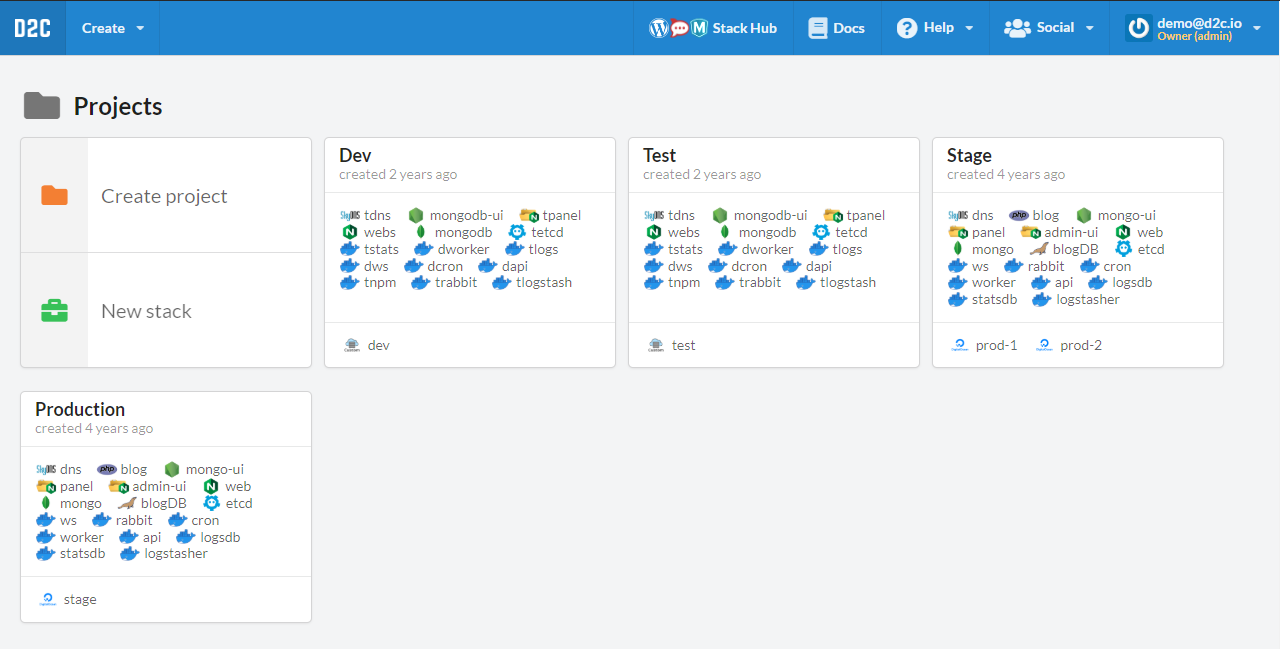 D2C Create Stack Hub Docs Help Social demo@d2c.io
Owner (admin)
Projects
Create project
New stack
Dev
created 2 years ago
tdns mongodb-ui tpanel
webs mongodb tetcd
tstats dworker tlogs
dws dcron dapi
tnpm trabbit tlogstash
dev
Test
created 2 years ago
tdns mongodb-ui tpanel
webs mongodb tetcd
tstats dworker tlogs
dws dcron dapi
tnpm trabbit tlogstash
test
Stage
created 4 years ago
dns blog mongo-ui
panel admin-ui web
mongo blogDB etcd
ws rabbit cron
worker api logsdb
statsdb logstasher
prod-1 prod-2
Production
created 4 years ago
dns blog mongo-ui
panel admin-ui web
mongo blogDB etcd
ws rabbit cron
worker api logsdb
statsdb logstasher
stage